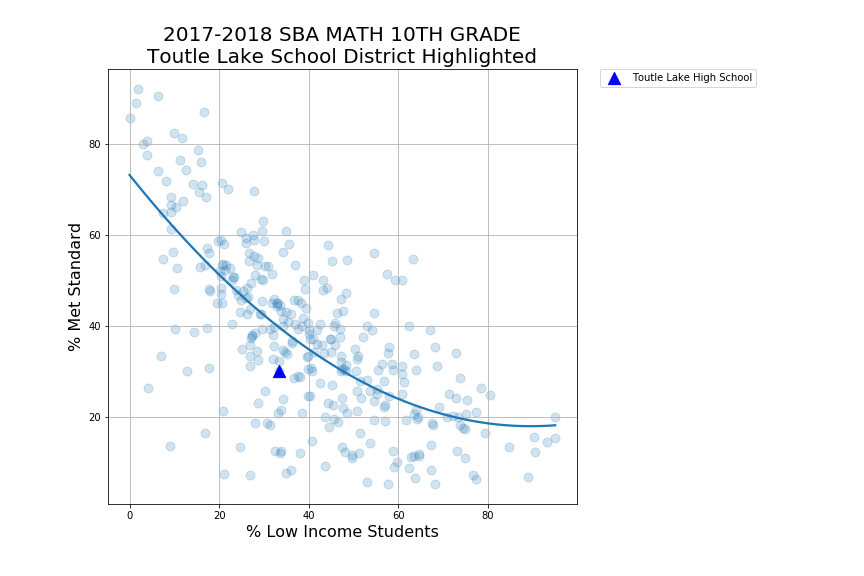 2017-2018 SBA MATH 10TH GRADE
Toutle Lake School District Highlighted
Toutle Lake High School
% Met Standard
80
60
40
20
0 20 40 60 80
% Low Income Students